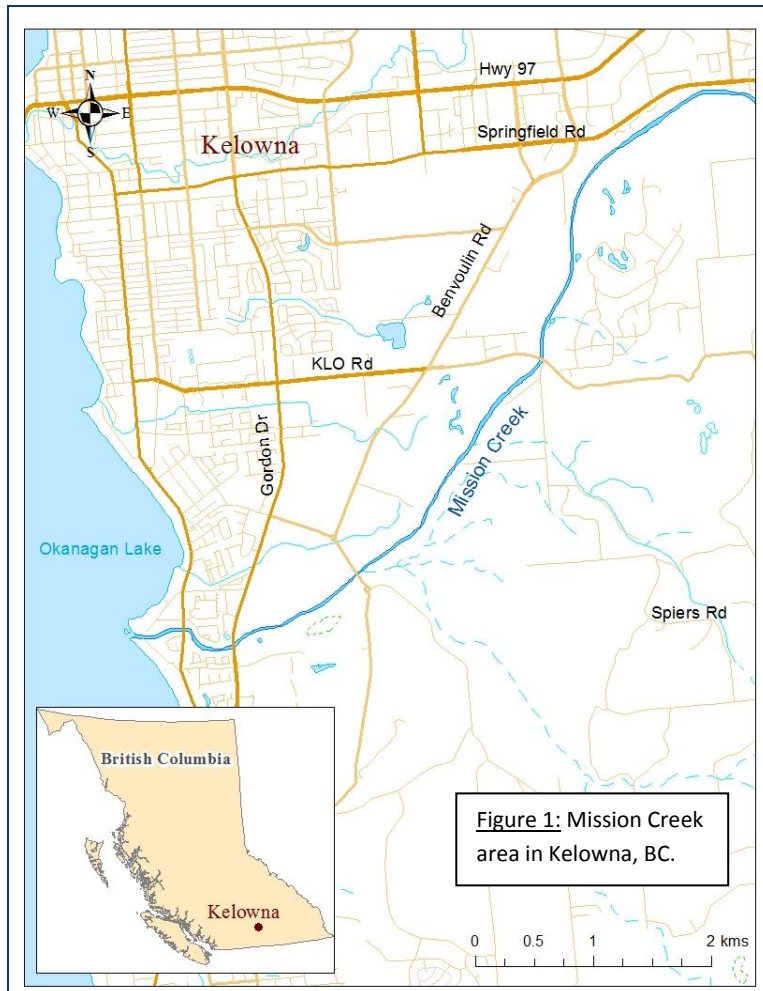 Hwy 97
N
W E
S
Springfield Rd
Kelowna
Benvoulin Rd
KLO Rd
Gordon Dr
Mission Creek
Okanagan Lake
Spiers Rd
British Columbia
Kelowna
Figure 1: Mission Creek
area in Kelowna, BC.
0 0.5 1 2 kms